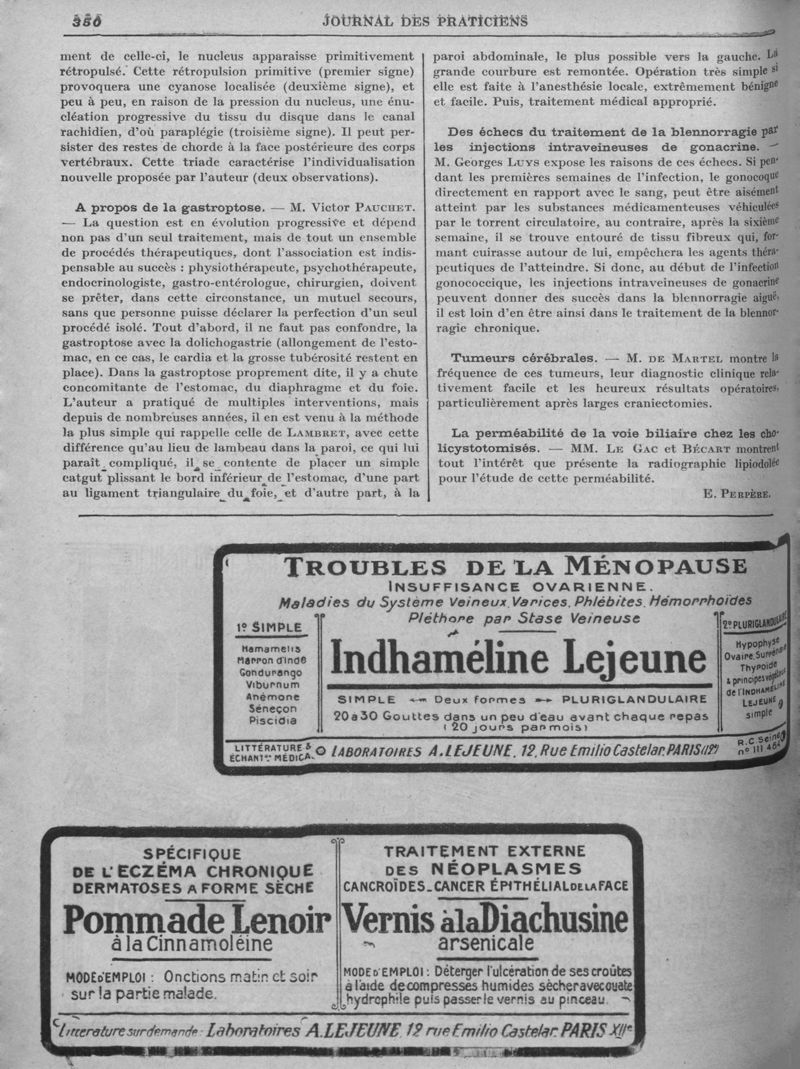 350
JOURNAL DES PRATICIENS
ment de celle-ci, le nucleus apparaisse primitivement
rétropulsé. Cette rétropulsion primitive (premier signe)
provoquera une cyanose localisée (deuxième signe), et
peu à peu, en raison de la pression du nucleus, une énu-
cléation progressive du tissu du disque dans le canal
rachidien, d'où paraplégie (troisième signe). Il peut per-
sister des restes de chorde à la face postérieure des corps
vertébraux. Cette triade caractérise l'individualisation
nouvelle proposée par l'auteur (deux observations).
A propos de la gastroptose. — M. Victor PAUCHET.
— La question est en évolution progressive et dépend
non pas d'un seul traitement, mais de tout un ensemble
de procédés thérapeutiques, dont l'association est indis-
pensable au succès : physiothérapeute, psychothérapeute,
endocrinologiste, gastro-entérologue, chirurgien, doivent
se prêter, dans cette circonstance, un mutuel secours,
sans que personne puisse déclarer la perfection d'un seul
procédé isolé. Tout d'abord, il ne faut pas confondre, la
gastroptose avec la dolichogastrie (allongement de l'esto-
mac, en ce cas, le cardia et la grosse tubérosité restent en
place). Dans la gastroptose proprement dite, il y a chute
concomitante de l'estomac, du diaphragme et du foie.
L'auteur a pratiqué de multiples interventions, mais
depuis de nombreuses années, il en est venu à la méthode
la plus simple qui rappelle celle de LAMBRET, avec cette
différence qu'au lieu de lambeau dans la paroi, ce qui lui
paraît compliqué, il se contente de placer un simple
catgut plissant le bord inférieur de l'estomac, d'une part
au ligament triangulaire du foie, et d'autre part, à la
paroi abdominale, le plus possible vers la gauche. La
grande courbure est remontée. Opération très simple si
elle est faite à l'anesthésie locale, extrêmement bénigne
et facile. Puis, traitement médical approprié.
Des échecs du traitement de la blennorragie par
les injections intraveineuses de gonacrine. —
M. Georges LUYS expose les raisons de ces échecs. Si pen-
dant les premières semaines de l'infection, le gonocoque
directement en rapport avec le sang, peut être aisément
atteint par les substances médicamenteuses véhiculées
par le torrent circulatoire, au contraire, après la sixième
semaine, il se trouve entouré de tissu fibreux qui, for-
mant cuirasse autour de lui, empêchera les agents théra-
peutiques de l'atteindre. Si donc, au début de l'infection
gonococcique, les injections intraveineuses de gonacrine
peuvent donner des succès dans la blennorragie aiguë,
il est loin d'en être ainsi dans le traitement de la blennor-
ragie chronique.
Tumeurs cérébrales. — M. DE MARTEL montre la
fréquence de ces tumeurs, leur diagnostic clinique rela-
tivement facile et les heureux résultats opératoires,
particulièrement après larges craniectomies.
La perméabilité de la voie biliaire chez les cho-
licystotomisés. — MM. LE GAC et BÉCART montrent
tout l'intérêt que présente la radiographie lipiodolée
pour l'étude de cette perméabilité.
E. PERPÈRE.
TROUBLES DE LA MÉNOPAUSE
INSUFFISANCE OVARIENNE.
Maladies du Système Veineux. Varices. Phlébites. Hémorrhoïdes
Pléthore par Stase Veineuse
1º SIMPLE
Hamamelis
Marron d'Inde
Gondurango
Viburnum
Anémone
Séneçon
Piscidia
Indhaméline Lejeune
SIMPLE Deux formes PLURIGLANDULAIRE
20 à 30 Gouttes dans un peu d'eau avant chaque repas
(20 jours par mois)
2º PLURIGLANDULAIRE
Hypophyse
Ovaire. Surrénale
Thyroïde
& principes végétaux
de l'INDHAMÉLINE
LEJEUNE
simple
LITTÉRATURE &
ÉCHANTns MÉDICx.
LABORATOIRES A. LEJEUNE. 12, Rue Emilio Castelar. PARIS (12e)
R.C Seine
nº 111 464
SPÉCIFIQUE
DE L'ECZÉMA CHRONIQUE
DERMATOSES A FORME SÈCHE
Pommade Lenoir
à la Cinnamoléine
MODE D'EMPLOI : Onctions matin et soir
sur la partie malade.
TRAITEMENT EXTERNE
DES NÉOPLASMES
CANCROÏDES_CANCER ÉPITHÉLIAL DE LA FACE
Vernis à la Diachusine
arsenicale
MODE D'EMPLOI : Déterger l'ulcération de ses croûtes
à l'aide de compresses humides sécher avec ouate
hydrophile puis passer le vernis au pinceau.
Littérature sur demande : Laboratoires A. LEJEUNE 12 rue Emilio Castelar. PARIS XIIe